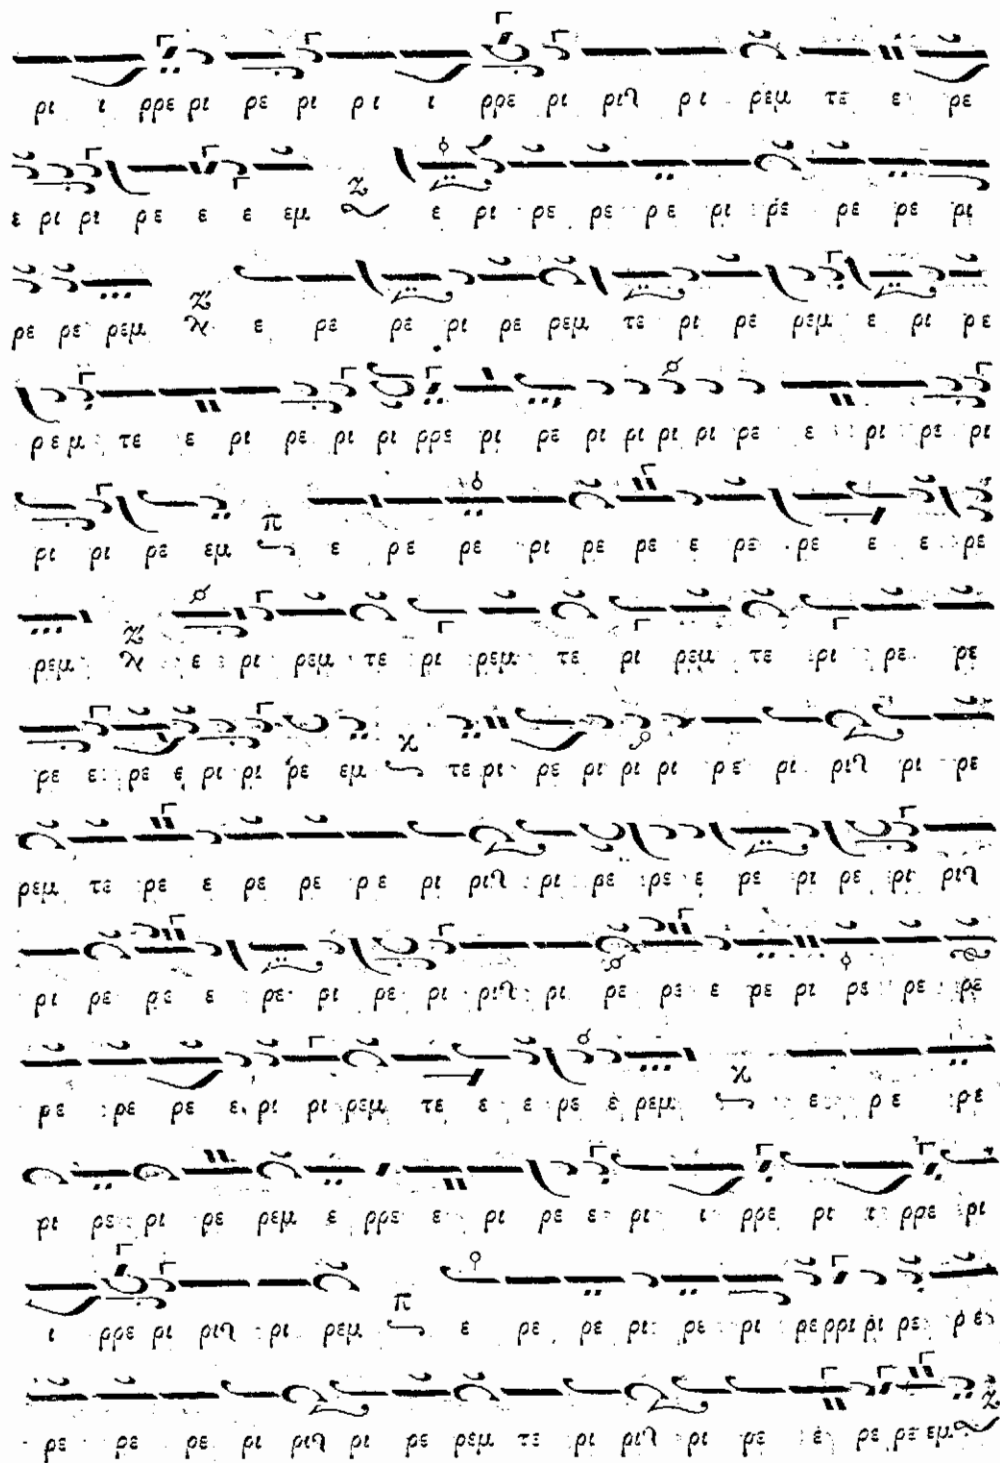 ρι ι ρρε ρι ρε ρι ρι ι ρρε ρι ριϞ ρι ρεμ τε ε ρε
ε ρι ρι ρε ε ε εμ ε ρι ρε ρε ρε ρι ρε ρε ρε ρι
ρε ρε ρεμ ε ρε ρε ρι ρε ρεμ τε ρι ρε ρεμ ε ρι ρε
ρεμ τε ε ρι ρε ρι ρι ρρε ρι ρε ρι ρι ρι ρι ρε ε ρι ρε ρι
ρι ρι ρε εμ π ε ρε ρε ρι ρε ρε ε ρε ρε ε ε ρε
ρεμ ε ρι ρεμ τε ρι ρεμ τε ρι ρεμ τε ρι ρε ρε
ρε ε ρε ε ρι ρι ρε εμ ϰ τε ρι ρε ρι ρι ρι ρε ρι ριϞ ρι ρε
ρεμ τε ρε ε ρε ρε ρε ρι ριϞ ρι ρε ρε ε ρε ρι ρε ρι ριϞ
ρι ρε ρε ε ρε ρι ρε ρι ριϞ ρι ρε ρε ε ρε ρι ρε ρε ρε
ρε ρε ρε ε ρι ρι ρεμ τε ε ε ρε ε ρεμ ϰ ε ρε ρε
ρι ρε ρι ρε ρεμ ε ρρε ε ρι ρε ε ρι ι ρρε ρι ι ρρε ρι
ι ρρε ρι ριϞ ρι ρεμ π ε ρε ρε ρι ρε ρι ρε ρρι ρι ρε ρε
ρε ρε ρε ρι ριϞ ρι ρε ρεμ τε ρι ριϞ ρι ρε ε ρε ρε εμ